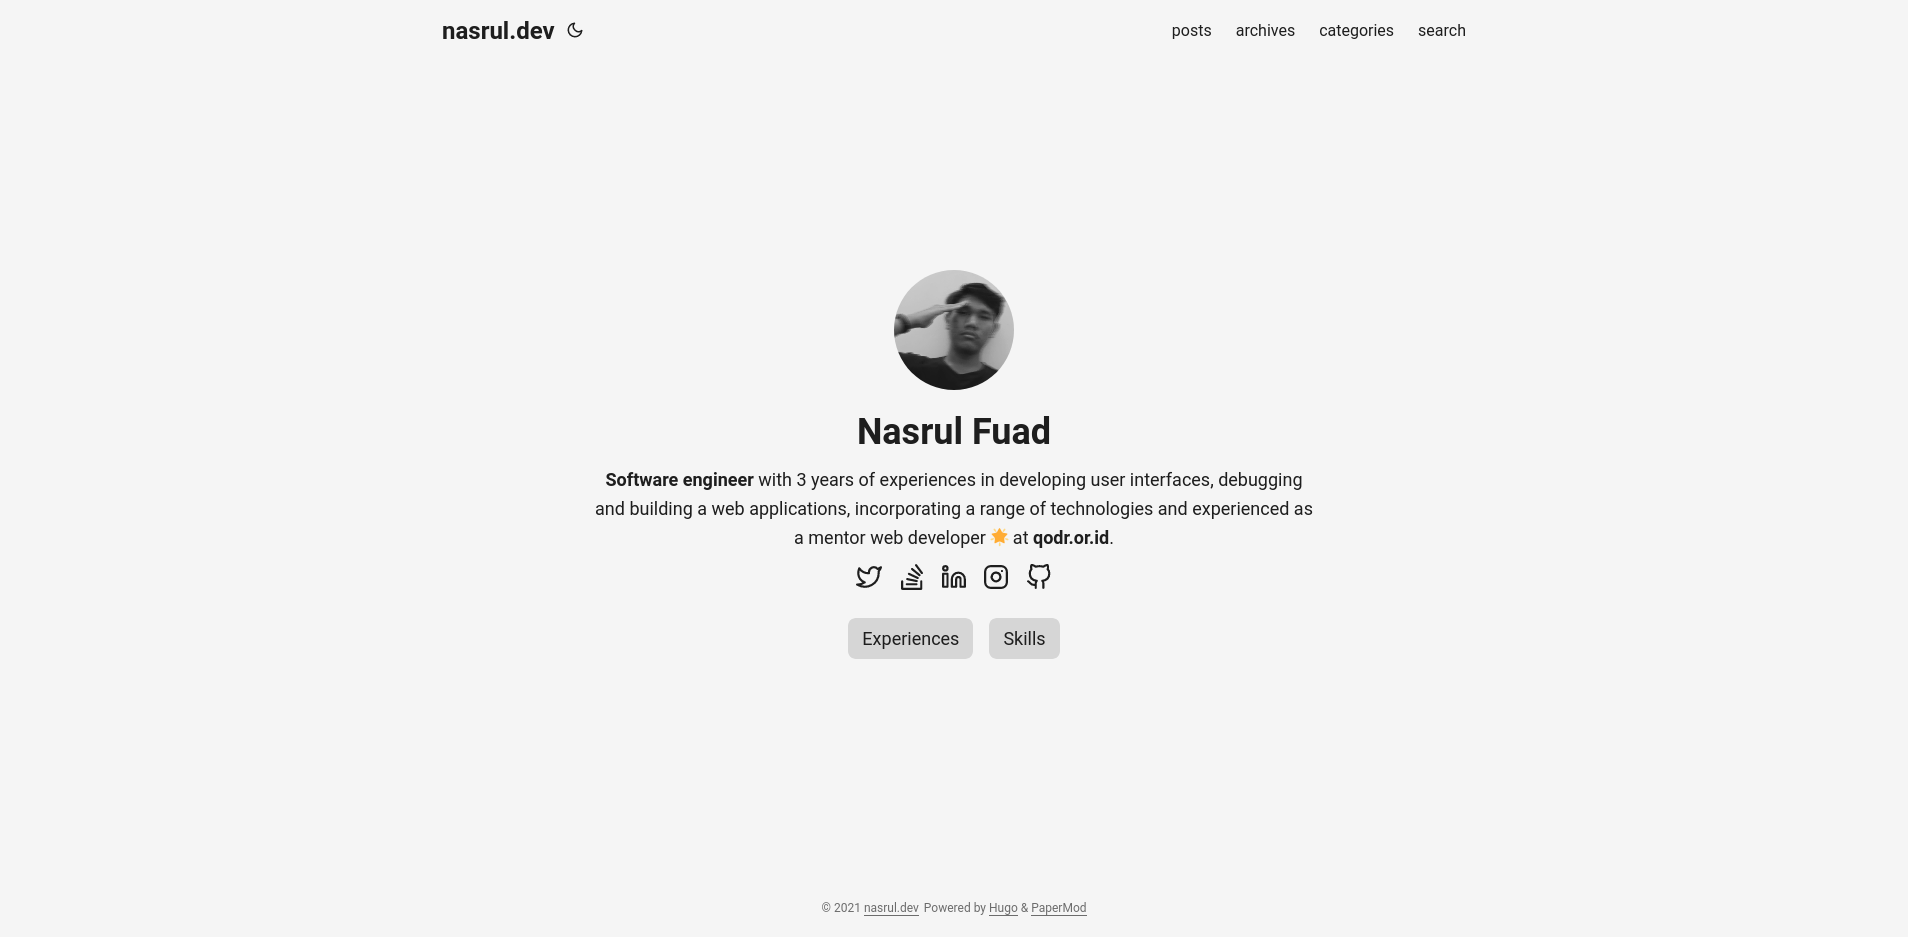 nasrul.dev
posts archives categories search
Nasrul Fuad
Software engineer with 3 years of experiences in developing user interfaces, debugging
and building a web applications, incorporating a range of technologies and experienced as
a mentor web developer 🌟 at qodr.or.id.
Experiences Skills
© 2021 nasrul.dev Powered by Hugo & PaperMod